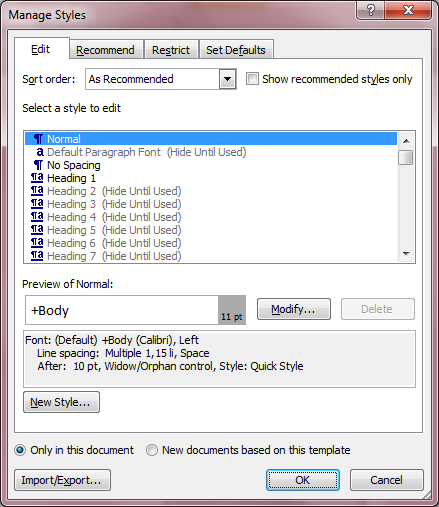 Manage Styles
Edit Recommend Restrict Set Defaults
Sort order: As Recommended Show recommended styles only
Select a style to edit
¶ Normal
a Default Paragraph Font (Hide Until Used)
¶ No Spacing
¶a Heading 1
¶a Heading 2 (Hide Until Used)
¶a Heading 3 (Hide Until Used)
¶a Heading 4 (Hide Until Used)
¶a Heading 5 (Hide Until Used)
¶a Heading 6 (Hide Until Used)
¶a Heading 7 (Hide Until Used)
Preview of Normal:
+Body 11 pt Modify... Delete
Font: (Default) +Body (Calibri), Left
Line spacing: Multiple 1,15 li, Space
After: 10 pt, Widow/Orphan control, Style: Quick Style
New Style...
Only in this document New documents based on this template
Import/Export... OK Cancel